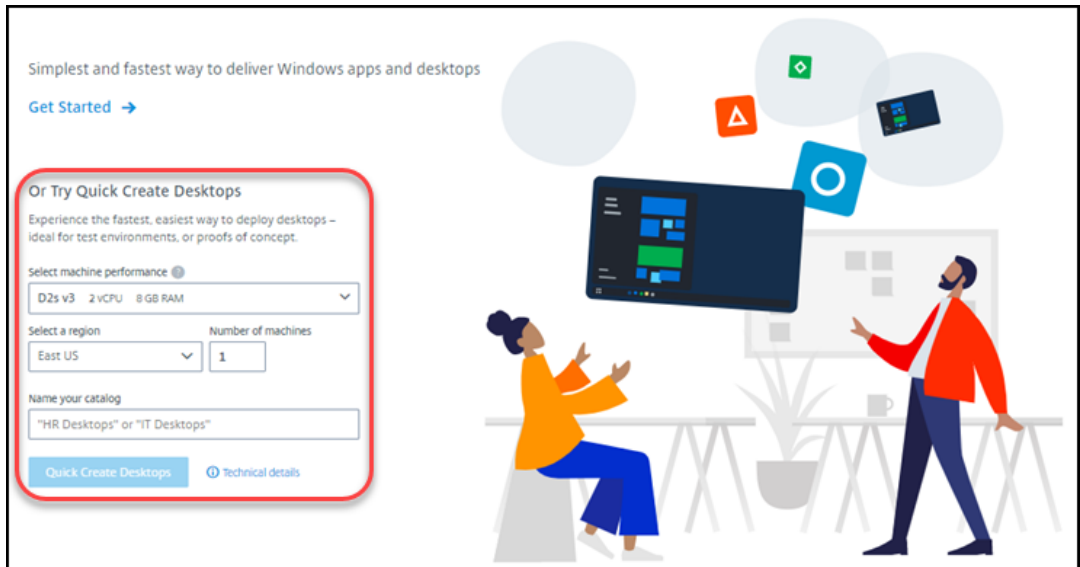 Simplest and fastest way to deliver Windows apps and desktops
Get Started →
Or Try Quick Create Desktops
Experience the fastest, easiest way to deploy desktops –
ideal for test environments, or proofs of concept.
Select machine performance ?
D2s v3 2 vCPU 8 GB RAM
Select a region
Number of machines
East US
1
Name your catalog
"HR Desktops" or "IT Desktops"
Quick Create Desktops
Technical details